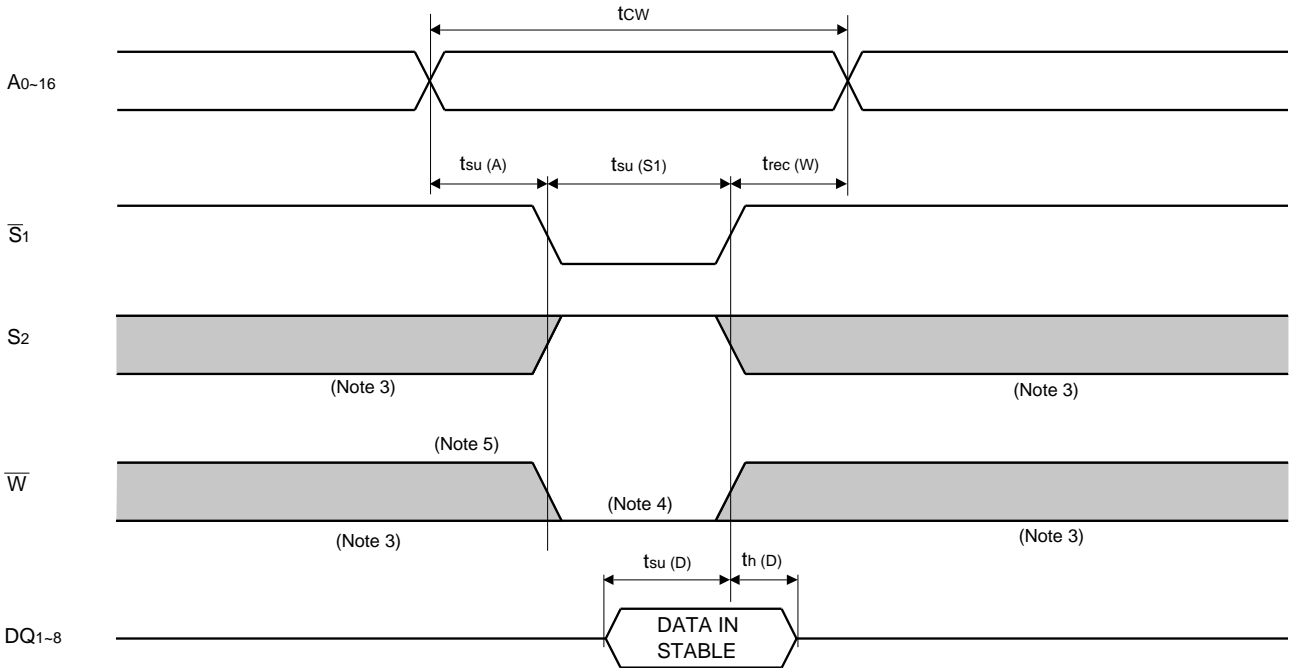 tCW
A0~16
tsu (A)
tsu (S1)
trec (W)
S̅1
S2
(Note 3)
(Note 3)
(Note 5)
W̅
(Note 4)
(Note 3)
(Note 3)
tsu (D)
th (D)
DQ1~8
DATA IN
STABLE